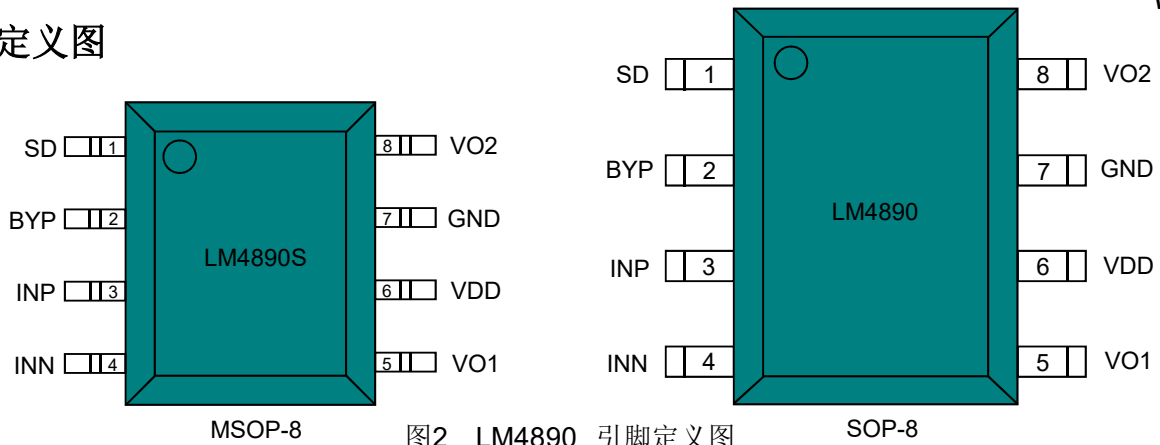 定义图
SD 1
BYP 2
INP 3
INN 4
LM4890S
8 VO2
7 GND
6 VDD
5 VO1
MSOP-8
SD 1
BYP 2
INP 3
INN 4
LM4890
8 VO2
7 GND
6 VDD
5 VO1
SOP-8
图2 LM4890 引脚定义图